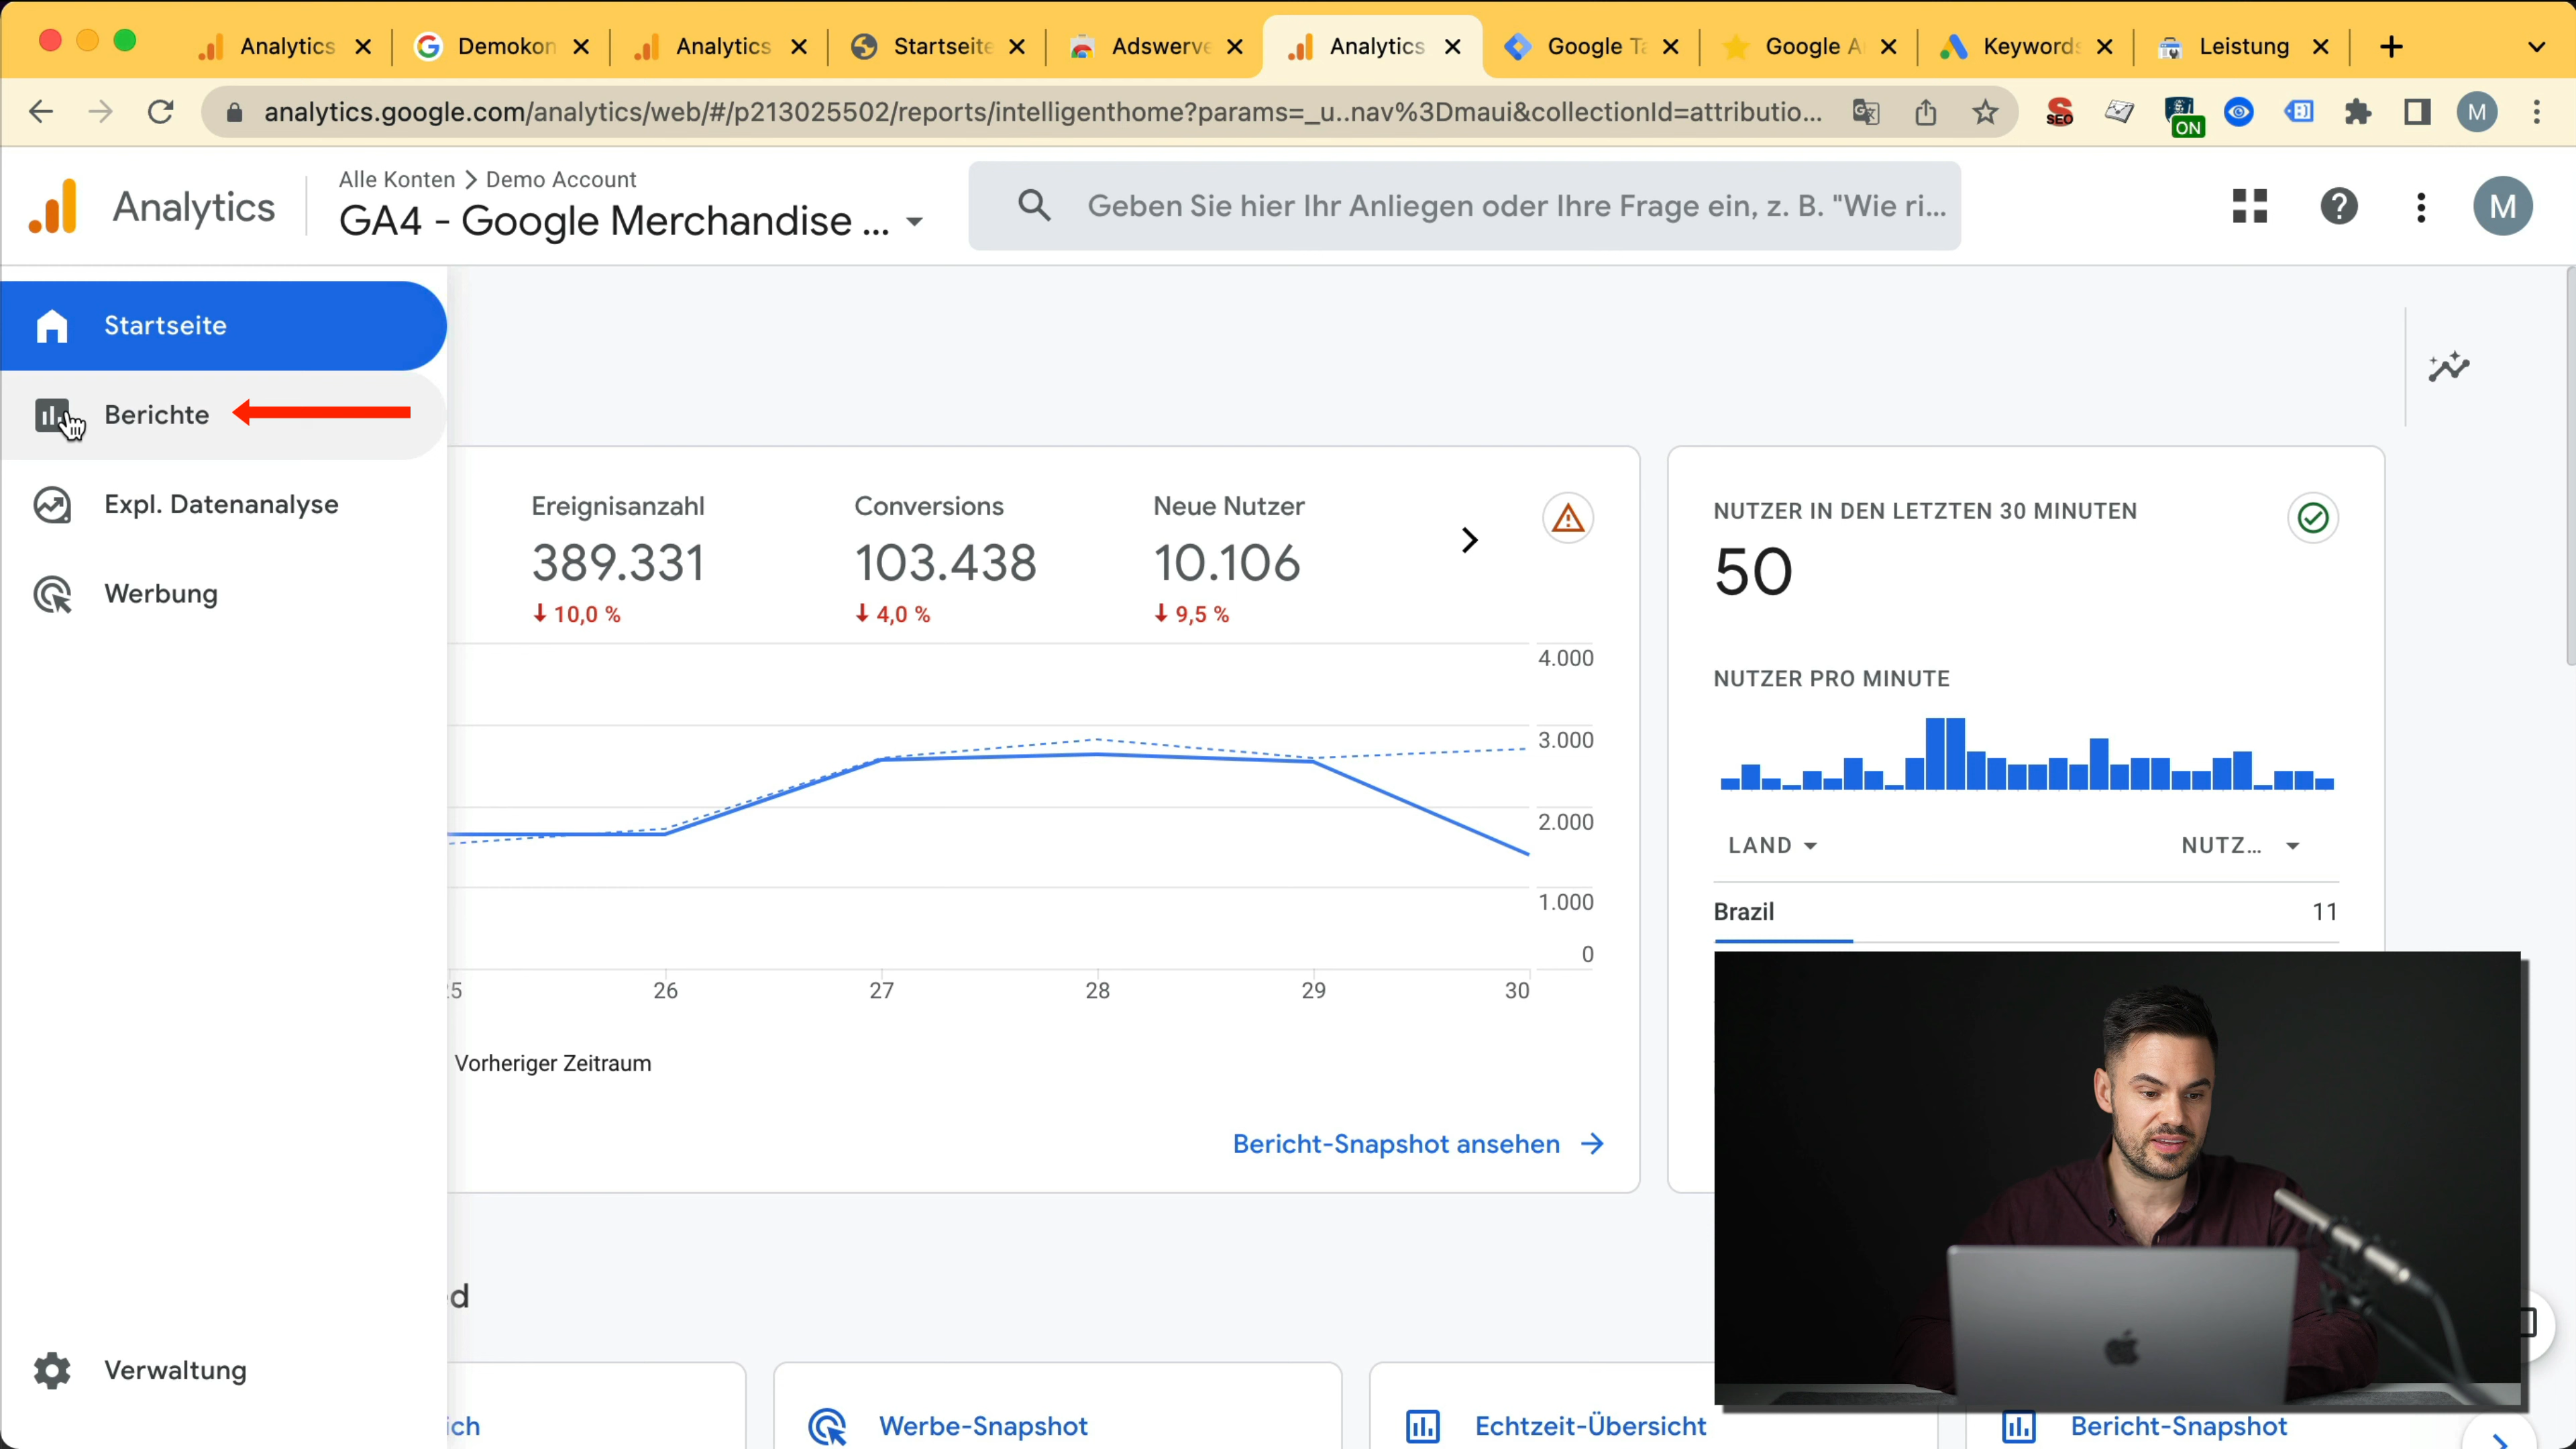 Analytics
Demokon
Analytics
Startseite
Adswerve
Analytics
Google Ta
Google A
Keywords
Leistung
analytics.google.com/analytics/web/#/p213025502/reports/intelligenthome?params=_u..nav%3Dmaui&collectionId=attributio...
SEO
ON
M
Analytics
Alle Konten > Demo Account
GA4 - Google Merchandise ...
Geben Sie hier Ihr Anliegen oder Ihre Frage ein, z. B. "Wie ri...
M
Startseite
Berichte
Expl. Datenanalyse
Werbung
Verwaltung
Ereignisanzahl
389.331
↓ 10,0 %
Conversions
103.438
↓ 4,0 %
Neue Nutzer
10.106
↓ 9,5 %
4.000
3.000
2.000
1.000
0
25
26
27
28
29
30
Vorheriger Zeitraum
Bericht-Snapshot ansehen
NUTZER IN DEN LETZTEN 30 MINUTEN
50
NUTZER PRO MINUTE
LAND
NUTZ...
Brazil
11
d
ich
Werbe-Snapshot
Echtzeit-Übersicht
Bericht-Snapshot